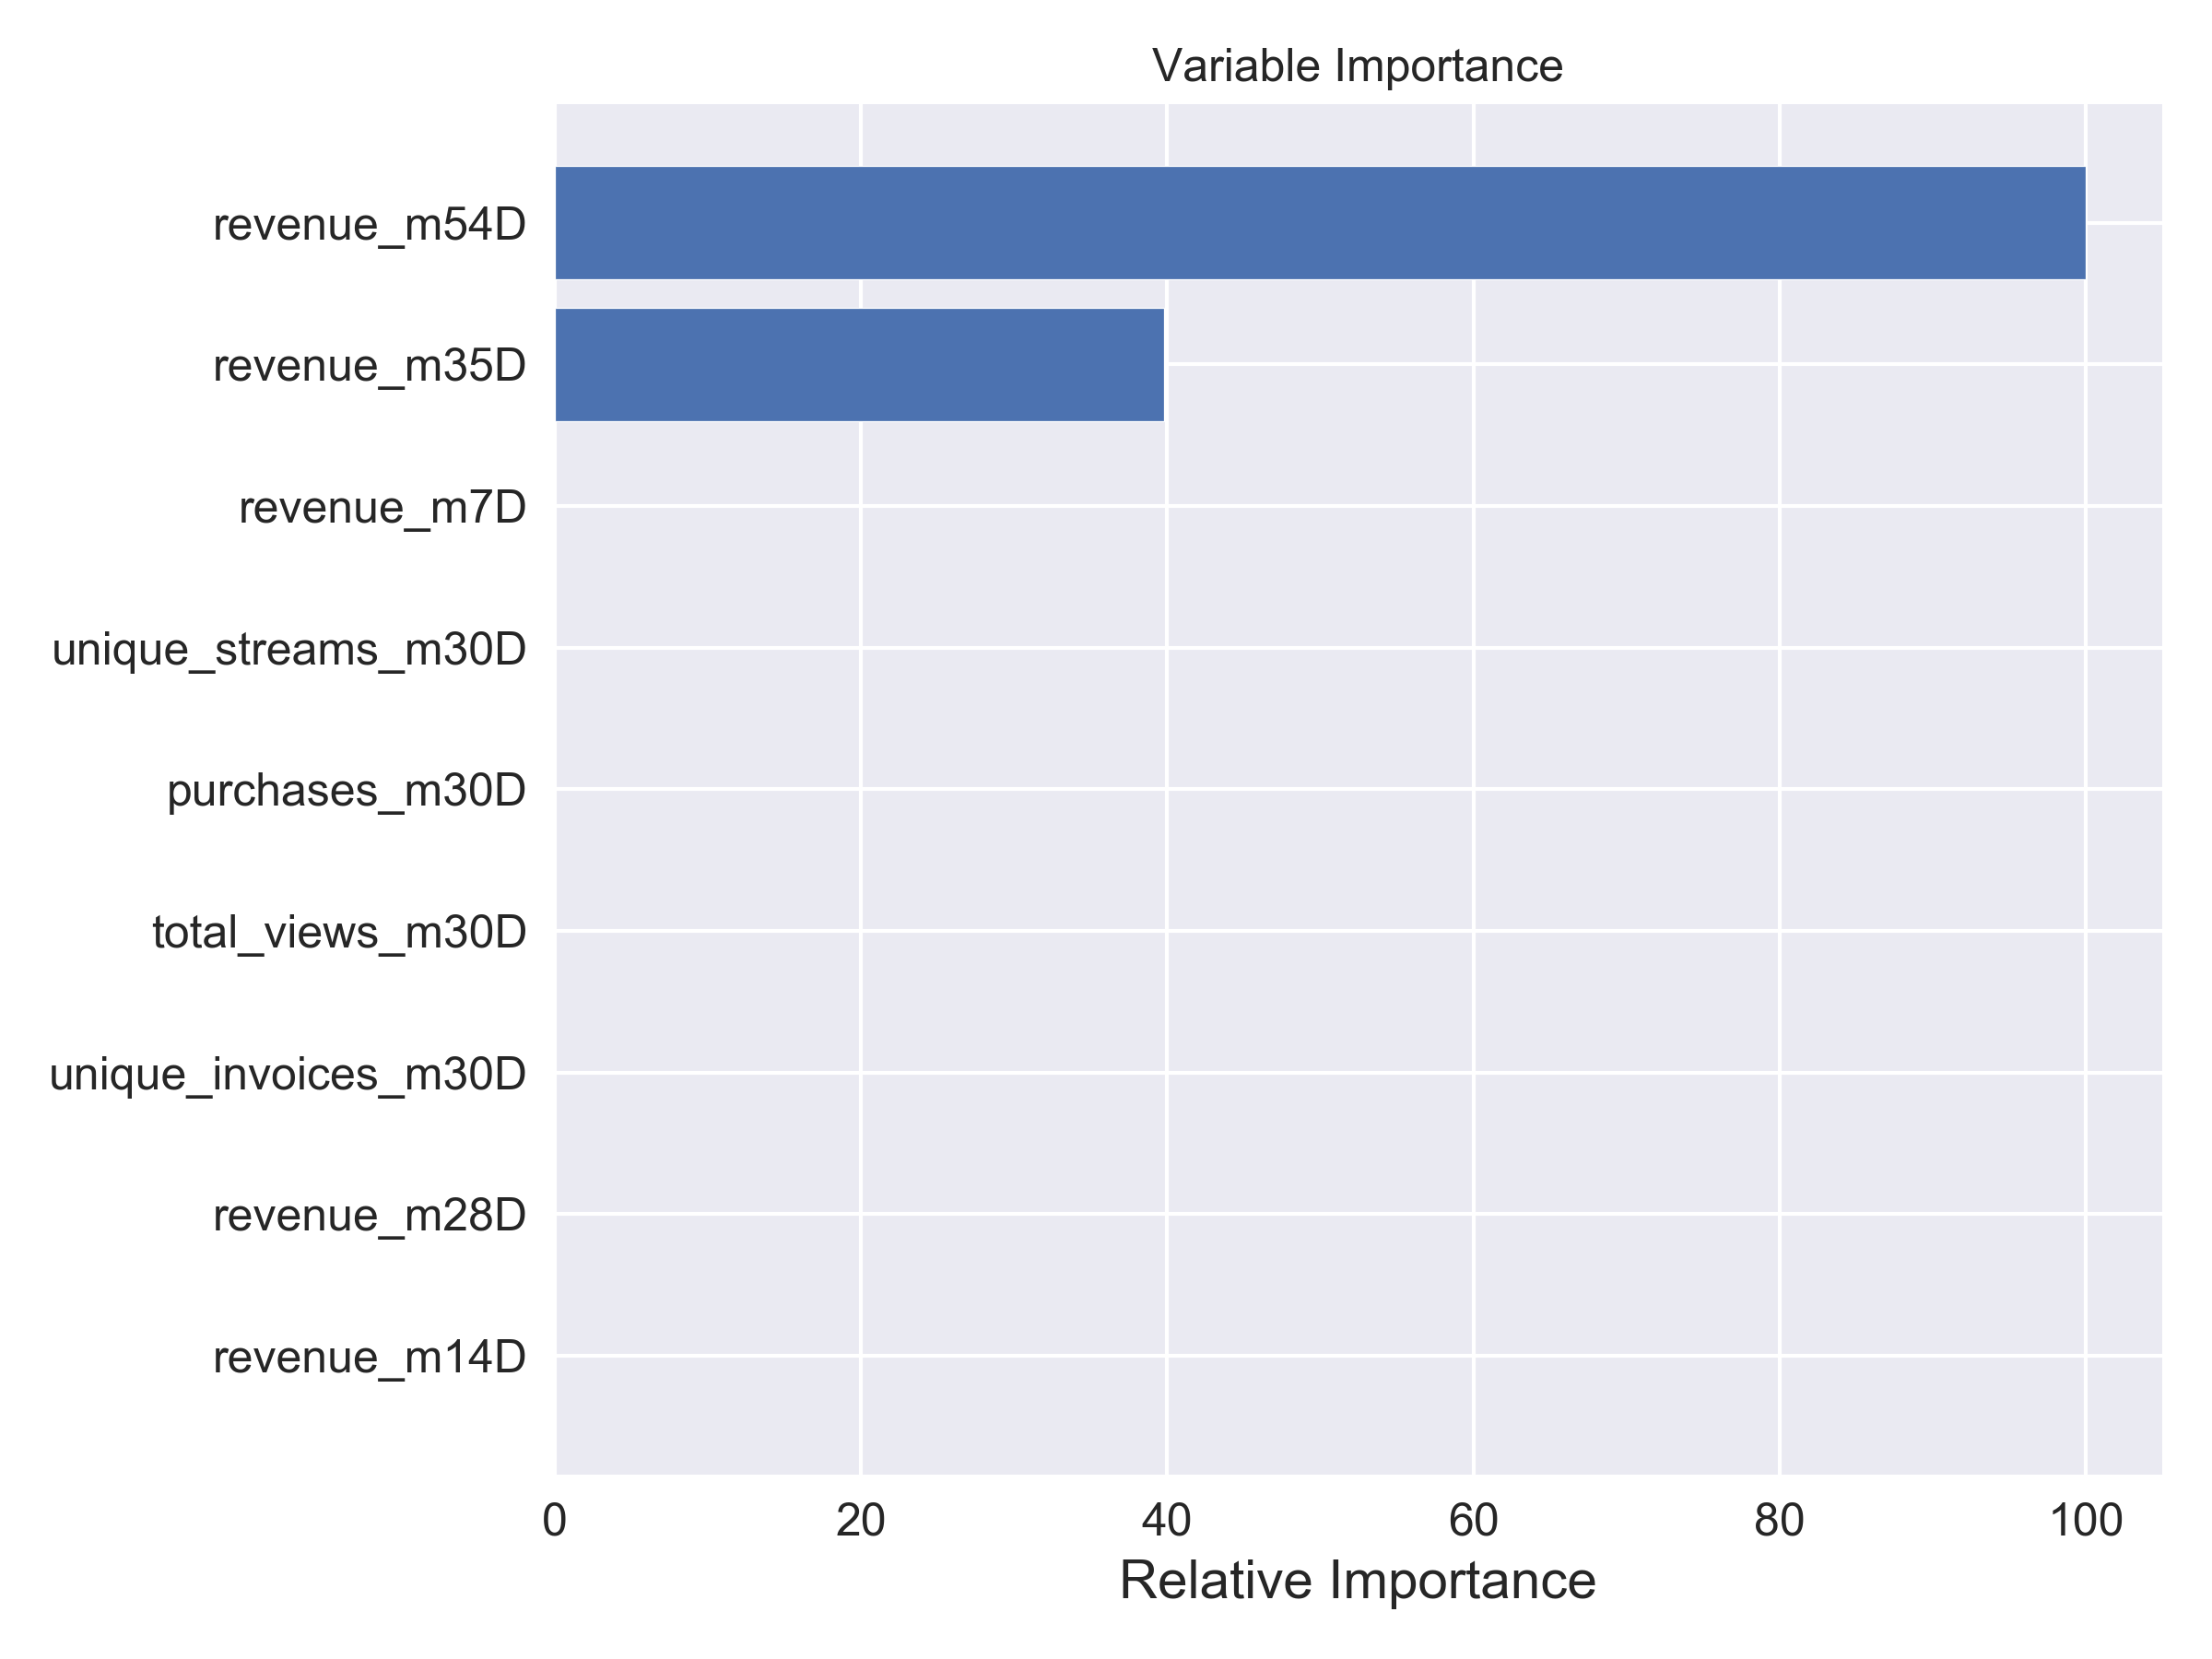 Variable Importance
revenue_m54D
revenue_m35D
revenue_m7D
unique_streams_m30D
purchases_m30D
total_views_m30D
unique_invoices_m30D
revenue_m28D
revenue_m14D
0 20 40 60 80 100
Relative Importance